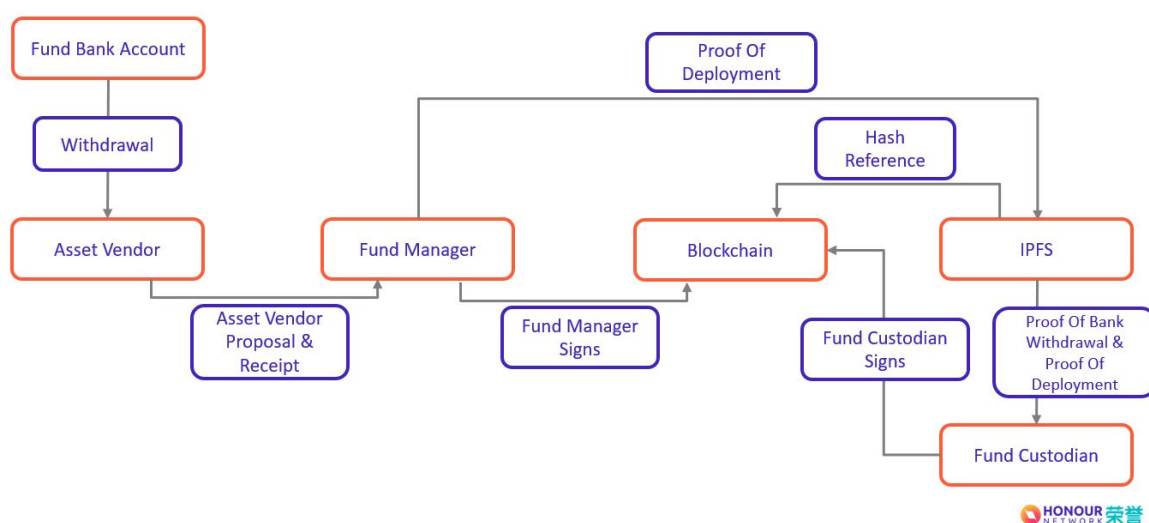 Fund Bank Account
Proof Of
Deployment
Withdrawal
Hash
Reference
Asset Vendor
Fund Manager
Blockchain
IPFS
Asset Vendor
Proposal &
Receipt
Fund Manager
Signs
Fund Custodian
Signs
Proof Of Bank
Withdrawal &
Proof Of
Deployment
Fund Custodian
HONOUR 荣誉
NETWORK